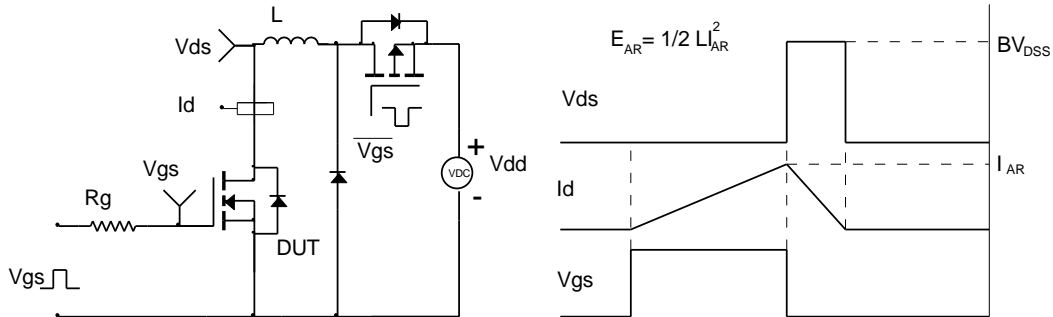 L
Vds
Id
Vgs
Vgs
Rg
DUT
Vgs
+
VDC
-
Vdd
E_AR= 1/2 LI_AR^2
BV_DSS
Vds
I_AR
Id
Vgs